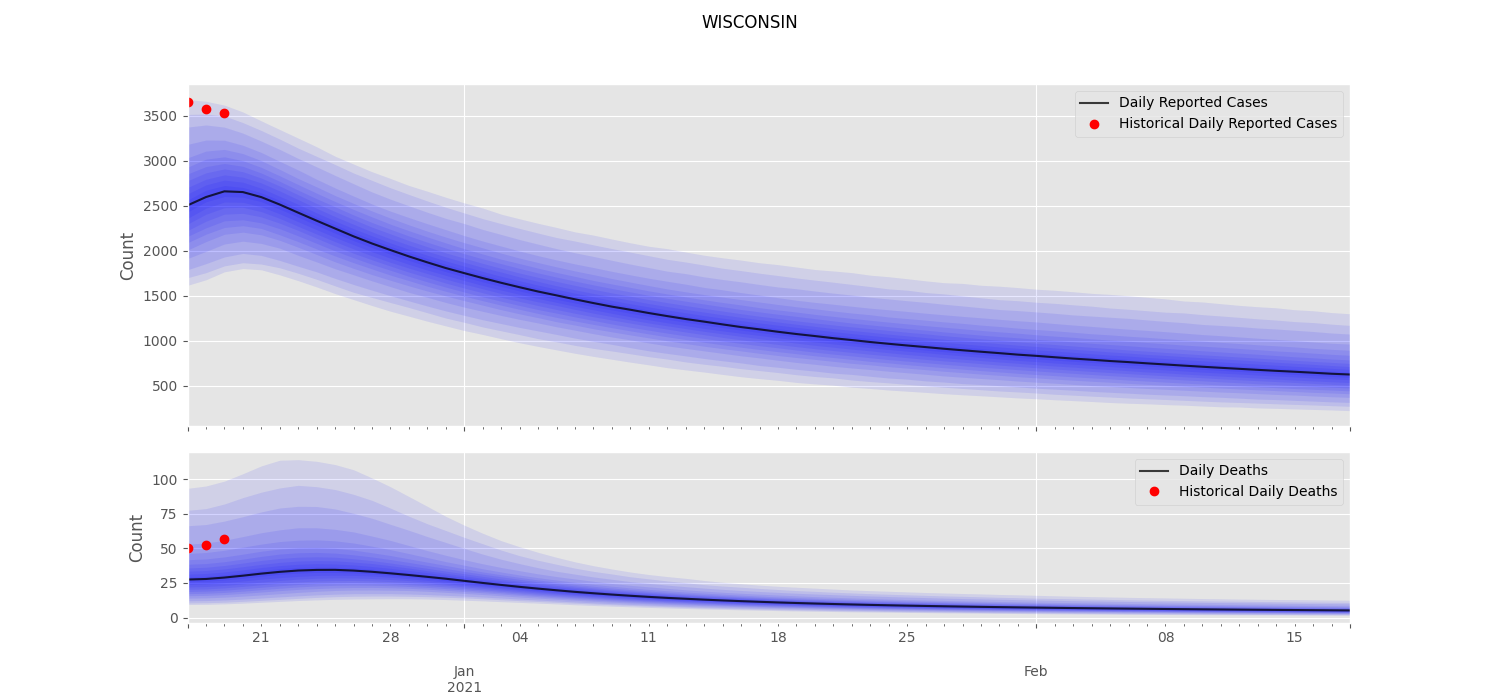 WISCONSIN
Count
3500
3000
2500
2000
1500
1000
500
Daily Reported Cases
Historical Daily Reported Cases
Count
100
75
50
25
0
Daily Deaths
Historical Daily Deaths
21 28 04 11 18 25 08 15
Jan Feb
2021